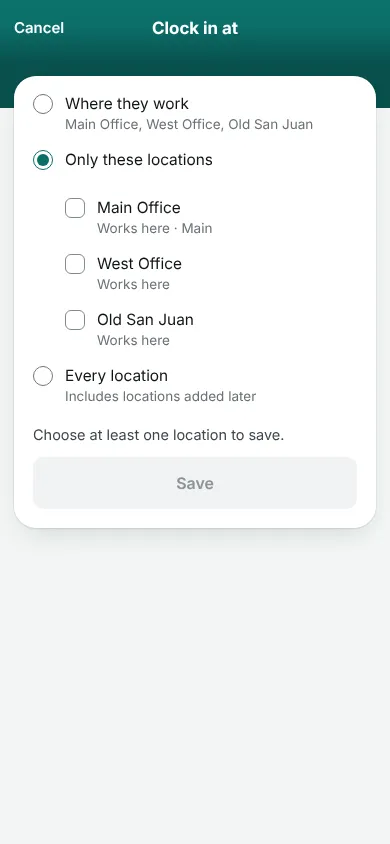 Cancel
Clock in at
Where they work
Main Office, West Office, Old San Juan
Only these locations
Main Office
Works here · Main
West Office
Works here
Old San Juan
Works here
Every location
Includes locations added later
Choose at least one location to save.
Save